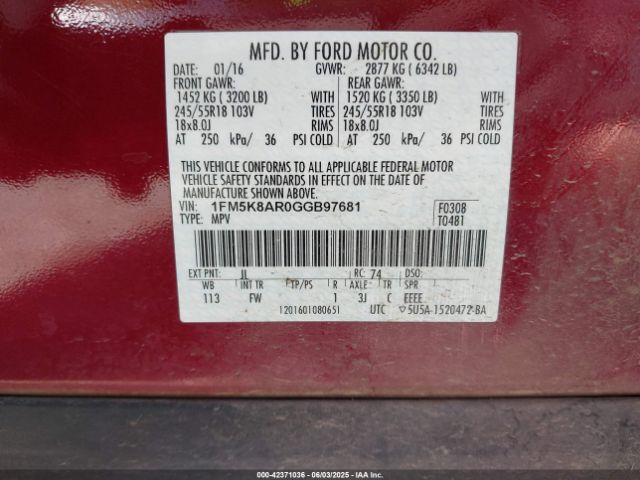 MFD. BY FORD MOTOR CO.
DATE: 01/16 GVWR: 2877 KG ( 6342 LB)
FRONT GAWR: REAR GAWR:
1452 KG ( 3200 LB) WITH 1520 KG ( 3350 LB) WITH
245/55R18 103V TIRES 245/55R18 103V TIRES
18x8.0J RIMS 18x8.0J RIMS
AT 250 kPa/ 36 PSI COLD AT 250 kPa/ 36 PSI COLD
THIS VEHICLE CONFORMS TO ALL APPLICABLE FEDERAL MOTOR
VEHICLE SAFETY STANDARDS IN EFFECT ON THE DATE OF
MANUFACTURE SHOWN ABOVE.
VIN: 1FM5K8AR0GGB97681 F0308
TYPE: MPV T0481
EXT PNT: JL RC: 74 DSO:
WB INT TR TP/PS R AXLE TR SPR
113 FW 1 3J C EEEE
1201601080651 UTC ▽5U5A-1520472-BA
000-42371036 - 06/03/2025 - IAAI.COM